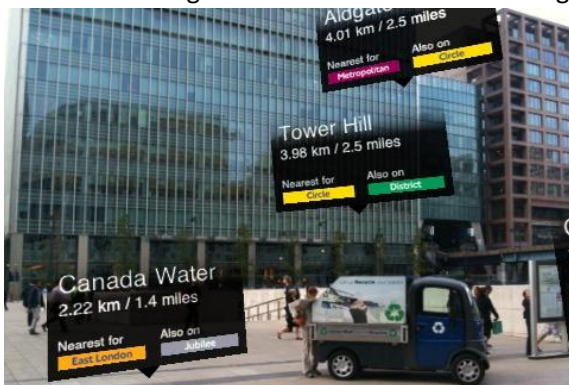 Aldgate
4.01 km / 2.5 miles
Nearest for
Also on
Metropolitan
Circle
Tower Hill
3.98 km / 2.5 miles
Nearest for
Also on
Circle
District
Canada Water
2.22 km / 1.4 miles
Nearest for
Also on
East London
Jubilee
Recycle